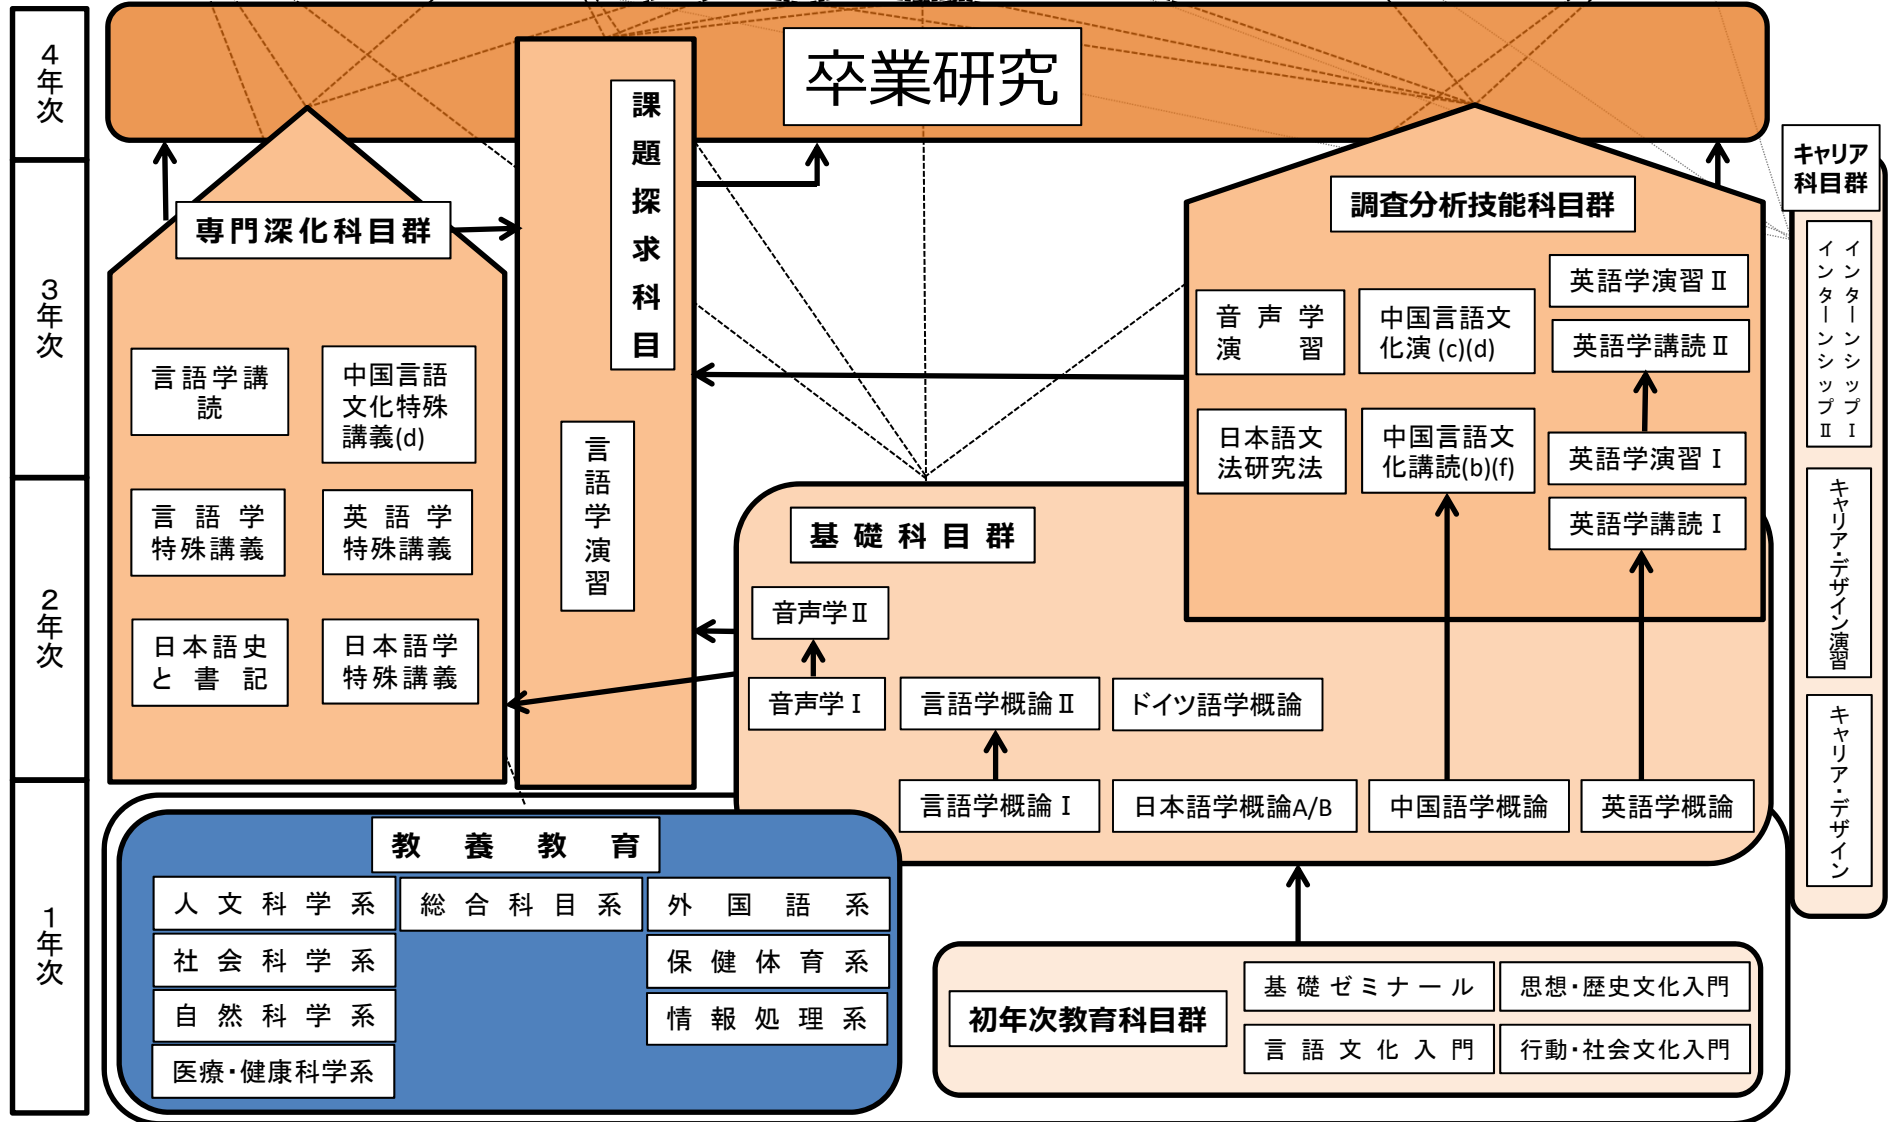 4年次
3年次
2年次
1年次
卒業研究
課題探求科目
言語学演習
専門深化科目群
言語学講
読
中国言語
文化特殊
講義(d)
言語学
特殊講義
英語学
特殊講義
日本語史
と書記
日本語学
特殊講義
調査分析技能科目群
音声学
演習
中国言語文
化演(c)(d)
英語学演習Ⅱ
英語学講読Ⅱ
日本語文
法研究法
中国言語文
化講読(b)(f)
英語学演習Ⅰ
英語学講読Ⅰ
基礎科目群
音声学Ⅱ
音声学Ⅰ
言語学概論Ⅱ
ドイツ語学概論
言語学概論Ⅰ
日本語学概論A/B
中国語学概論
英語学概論
キャリア
科目群
インターンシップⅠ
インターンシップⅡ
キャリア・デザイン演習
キャリア・デザイン
教養教育
人文科学系
総合科目系
外国語系
社会科学系
保健体育系
自然科学系
情報処理系
医療・健康科学系
初年次教育科目群
基礎ゼミナール
思想・歴史文化入門
言語文化入門
行動・社会文化入門